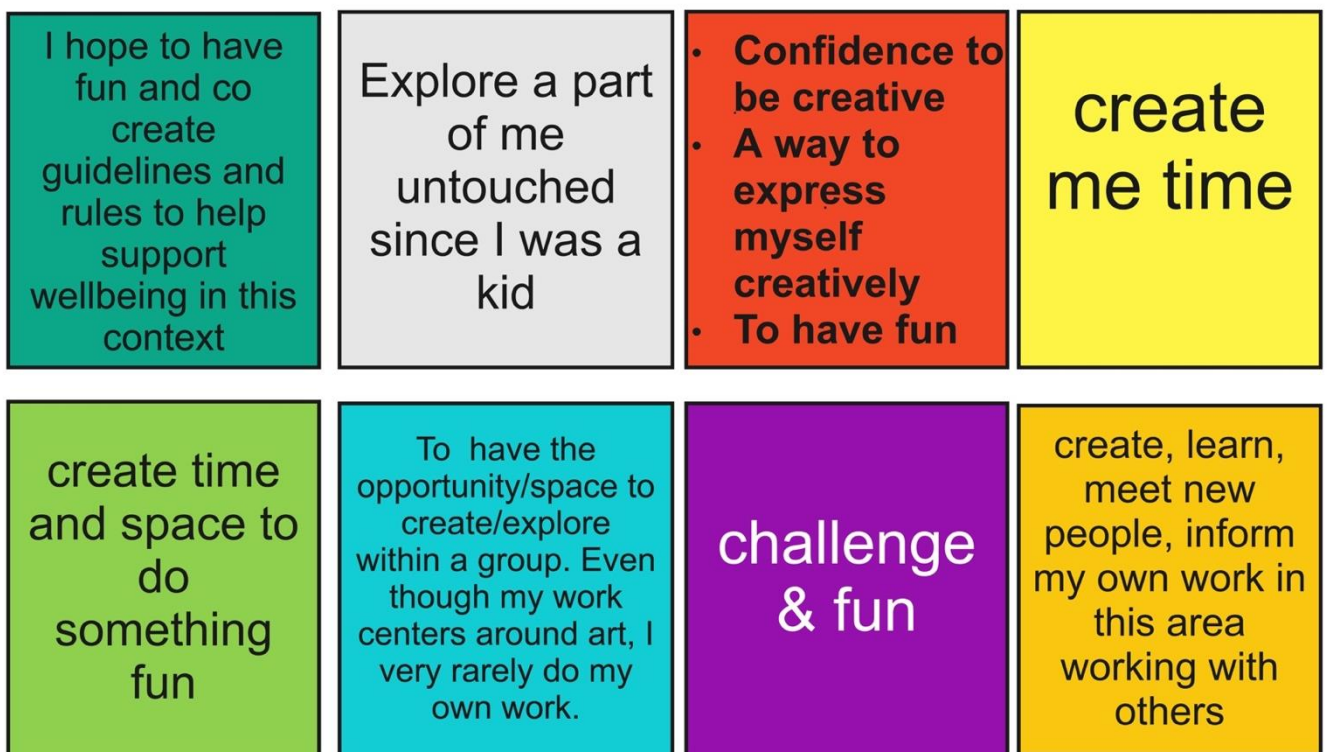 I hope to have
fun and co
create
guidelines and
rules to help
support
wellbeing in this
context
Explore a part
of me
untouched
since I was a
kid
• Confidence to
be creative
• A way to
express
myself
creatively
• To have fun
create
me time
create time
and space to
do
something
fun
To have the
opportunity/space to
create/explore
within a group. Even
though my work
centers around art, I
very rarely do my
own work.
challenge
& fun
create, learn,
meet new
people, inform
my own work in
this area
working with
others